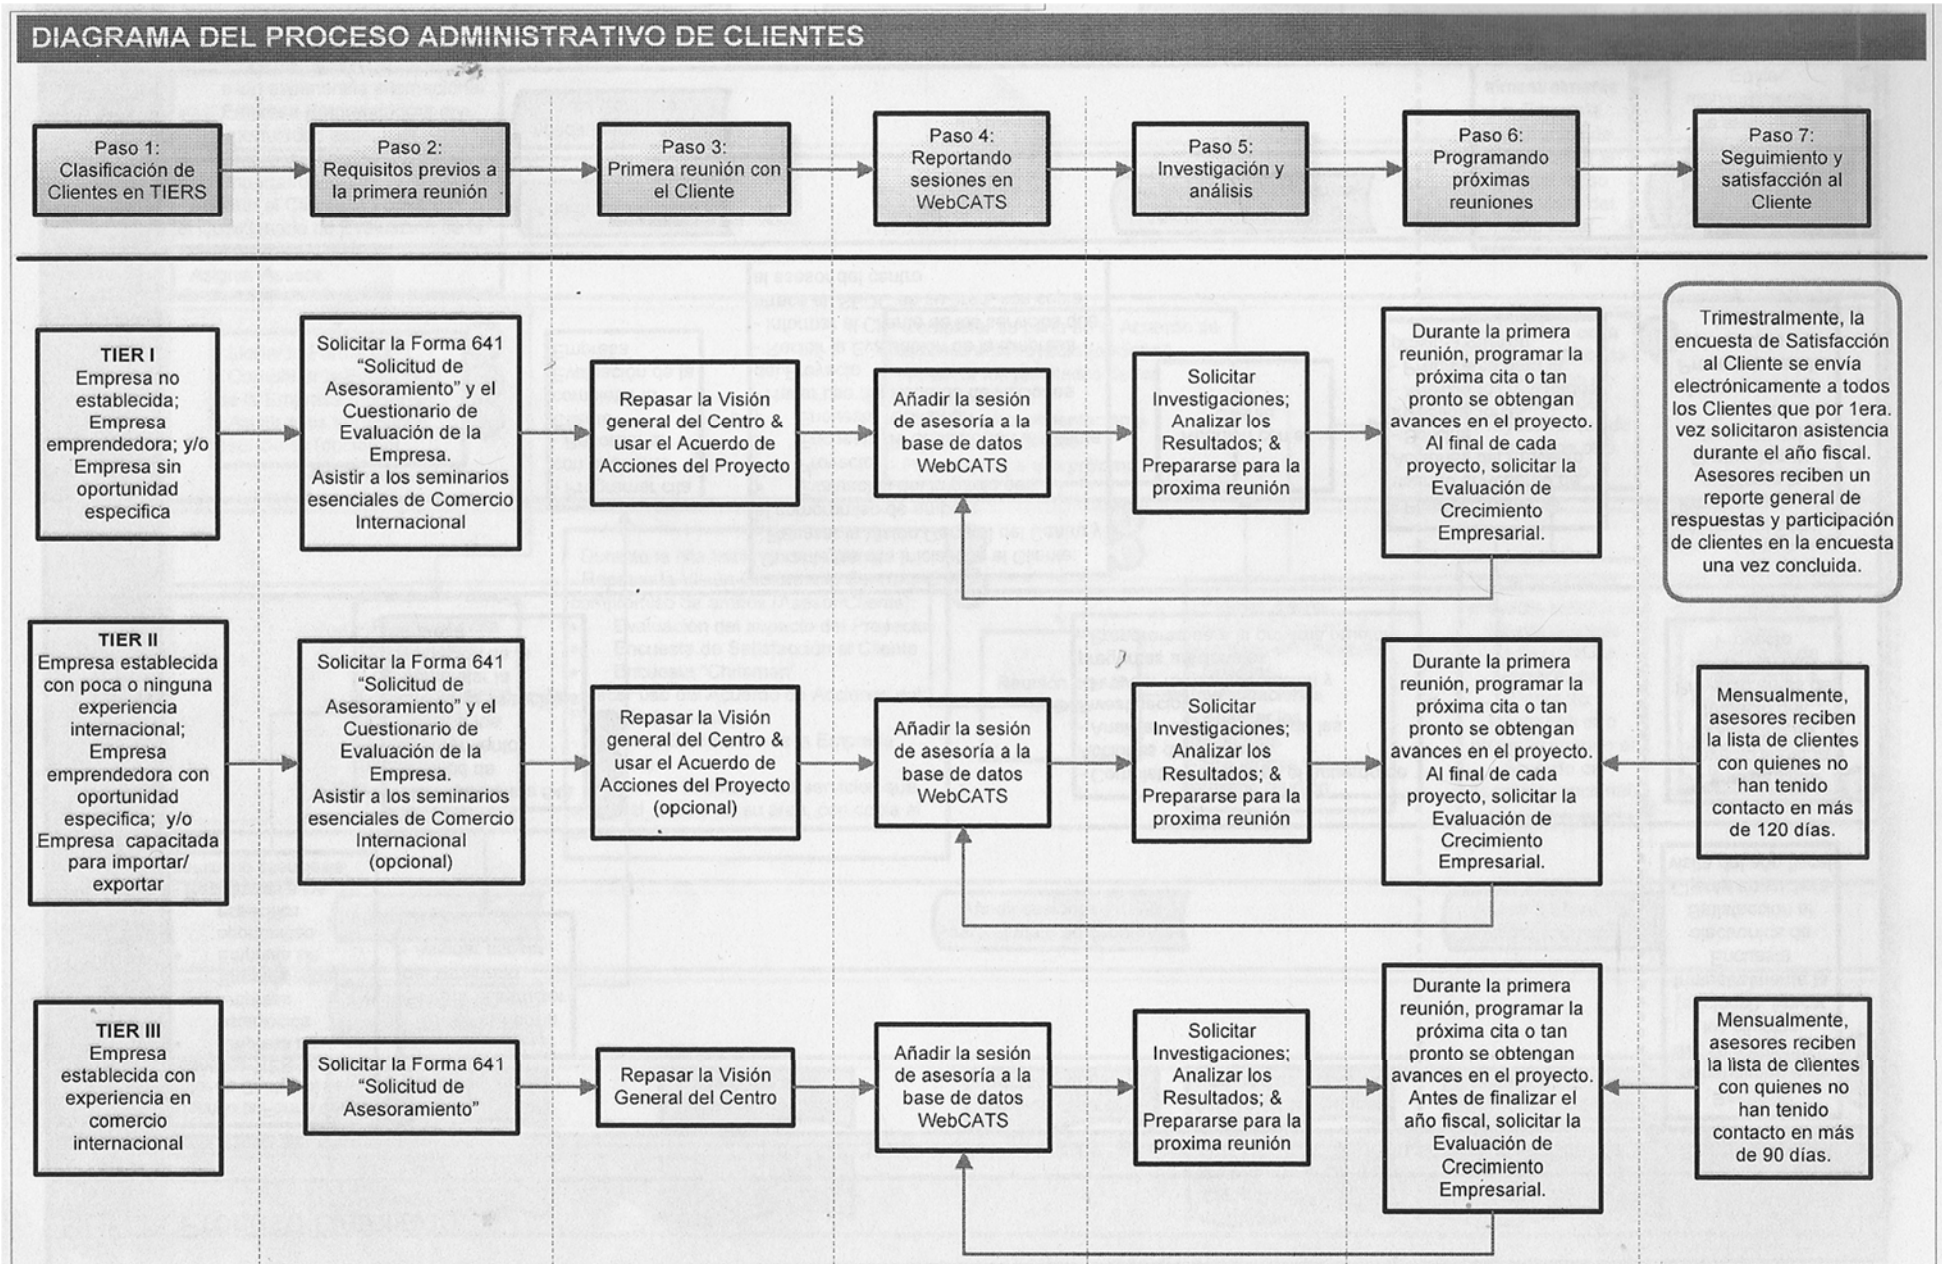 DIAGRAMA DEL PROCESO ADMINISTRATIVO DE CLIENTES
Paso 1:
Clasificación de
Clientes en TIERS
Paso 2:
Requisitos previos a
la primera reunión
Paso 3:
Primera reunión con
el Cliente
Paso 4:
Reportando
sesiones en
WebCATS
Paso 5:
Investigación y
análisis
Paso 6:
Programando
próximas
reuniones
Paso 7:
Seguimiento y
satisfacción al
Cliente
TIER I
Empresa no
establecida;
Empresa
emprendedora; y/o
Empresa sin
oportunidad
especifica
Solicitar la Forma 641
“Solicitud de
Asesoramiento” y el
Cuestionario de
Evaluación de la
Empresa.
Asistir a los seminarios
esenciales de Comercio
Internacional
Repasar la Visión
general del Centro &
usar el Acuerdo de
Acciones del Proyecto
Añadir la sesión
de asesoría a la
base de datos
WebCATS
Solicitar
Investigaciones;
Analizar los
Resultados; &
Prepararse para la
proxima reunión
Durante la primera
reunión, programar la
próxima cita o tan
pronto se obtengan
avances en el proyecto.
Al final de cada
proyecto, solicitar la
Evaluación de
Crecimiento
Empresarial.
Trimestralmente, la
encuesta de Satisfacción
al Cliente se envía
electrónicamente a todos
los Clientes que por 1era.
vez solicitaron asistencia
durante el año fiscal.
Asesores reciben un
reporte general de
respuestas y participación
de clientes en la encuesta
una vez concluida.
TIER II
Empresa establecida
con poca o ninguna
experiencia
internacional;
Empresa
emprendedora con
oportunidad
especifica; y/o
Empresa capacitada
para importar/
exportar
Solicitar la Forma 641
“Solicitud de
Asesoramiento” y el
Cuestionario de
Evaluación de la
Empresa.
Asistir a los seminarios
esenciales de Comercio
Internacional
(opcional)
Repasar la Visión
general del Centro &
usar el Acuerdo de
Acciones del Proyecto
(opcional)
Añadir la sesión
de asesoría a la
base de datos
WebCATS
Solicitar
Investigaciones;
Analizar los
Resultados; &
Prepararse para la
proxima reunión
Durante la primera
reunión, programar la
próxima cita o tan
pronto se obtengan
avances en el proyecto.
Al final de cada
proyecto, solicitar la
Evaluación de
Crecimiento
Empresarial.
Mensualmente,
asesores reciben
la lista de clientes
con quienes no
han tenido
contacto en más
de 120 días.
TIER III
Empresa
establecida con
experiencia en
comercio
internacional
Solicitar la Forma 641
“Solicitud de
Asesoramiento”
Repasar la Visión
General del Centro
Añadir la sesión
de asesoría a la
base de datos
WebCATS
Solicitar
Investigaciones;
Analizar los
Resultados; &
Prepararse para la
proxima reunión
Durante la primera
reunión, programar la
próxima cita o tan
pronto se obtengan
avances en el proyecto.
Antes de finalizar el
año fiscal, solicitar la
Evaluación de
Crecimiento
Empresarial.
Mensualmente,
asesores reciben
la lista de clientes
con quienes no
han tenido
contacto en más
de 90 días.